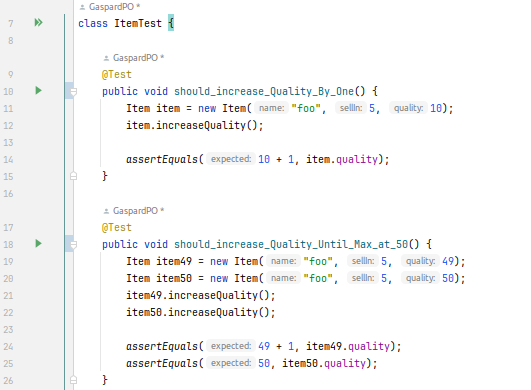 GaspardPO *
7 class ItemTest {
8
GaspardPO *
9 @Test
10 public void should_increase_Quality_By_One() {
11 Item item = new Item( name: "foo", sellIn: 5, quality: 10);
12 item.increaseQuality();
13
14 assertEquals( expected: 10 + 1, item.quality);
15 }
16
GaspardPO *
17 @Test
18 public void should_increase_Quality_Until_Max_at_50() {
19 Item item49 = new Item( name: "foo", sellIn: 5, quality: 49);
20 Item item50 = new Item( name: "foo", sellIn: 5, quality: 50);
21 item49.increaseQuality();
22 item50.increaseQuality();
23
24 assertEquals( expected: 49 + 1, item49.quality);
25 assertEquals( expected: 50, item50.quality);
26 }